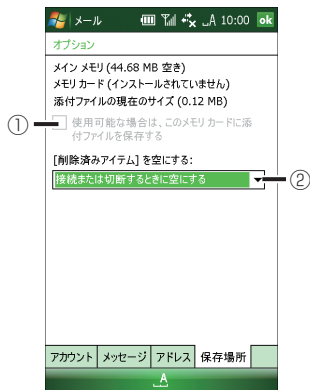 メール A 10:00 ok
オプション
メイン メモリ (44.68 MB 空き)
メモリ カード (インストールされていません)
添付ファイルの現在のサイズ (0.12 MB)
① 使用可能な場合は、このメモリ カードに添
付ファイルを保存する
[削除済みアイテム] を空にする:
接続または切断するときに空にする ②
アカウント メッセージ アドレス 保存場所
A